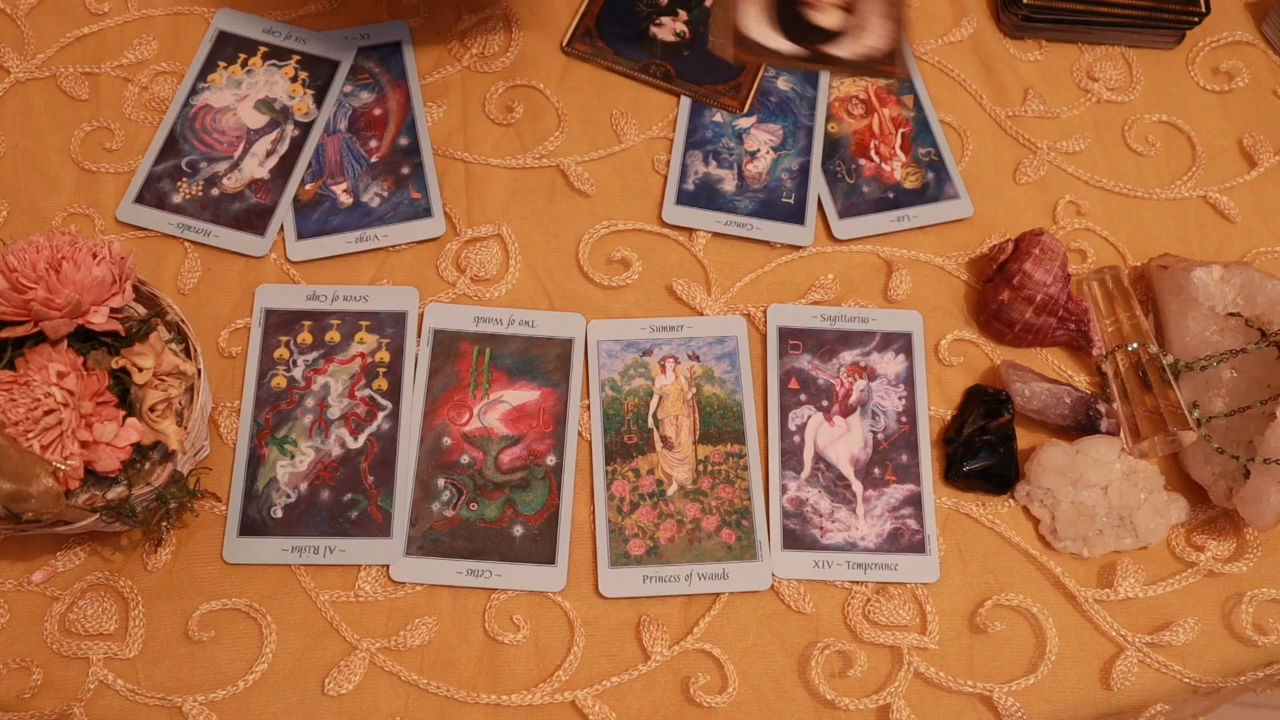 Six of Cups
IX ~
~ Hercules ~
~ Virgo ~
~ Cancer ~
~ Leo ~
Seven of Cups
~ Al Risha ~
Two of Wands
~ Cetus ~
~ Summer ~
Princess of Wands
~ Sagittarius ~
XIV ~ Temperance